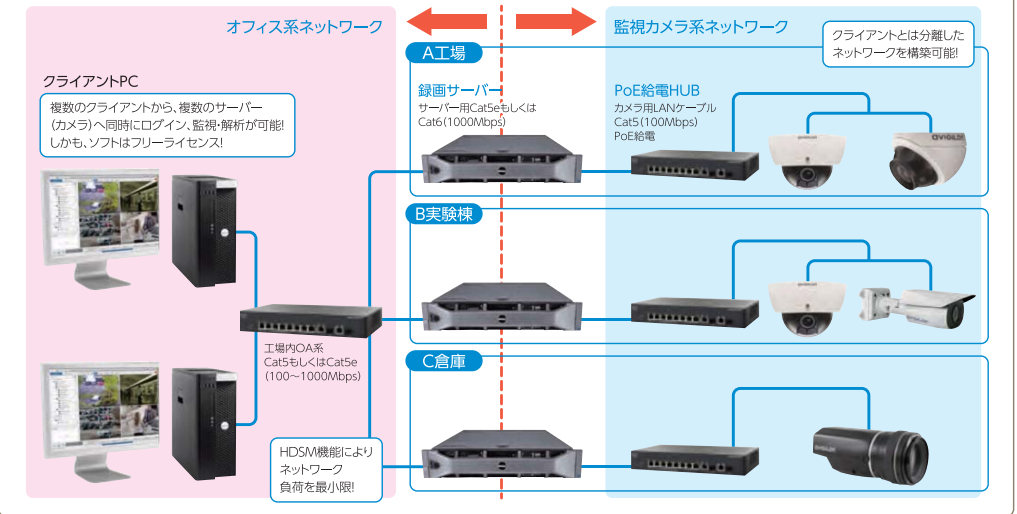 オフィス系ネットワーク
監視カメラ系ネットワーク
クライアントとは分離した
ネットワークを構築可能!
クライアントPC
複数のクライアントから、複数のサーバー
(カメラ)へ同時にログイン、監視・解析が可能!
しかも、ソフトはフリーライセンス!
A工場
録画サーバー
サーバー用Cat5eもしくは
Cat6(1000Mbps)
PoE給電HUB
カメラ用LANケーブル
Cat5(100Mbps)
PoE給電
AVIGILON
B実験棟
工場内OA系
Cat5もしくはCat5e
(100～1000Mbps)
C倉庫
HDSM機能により
ネットワーク
負荷を最小限!